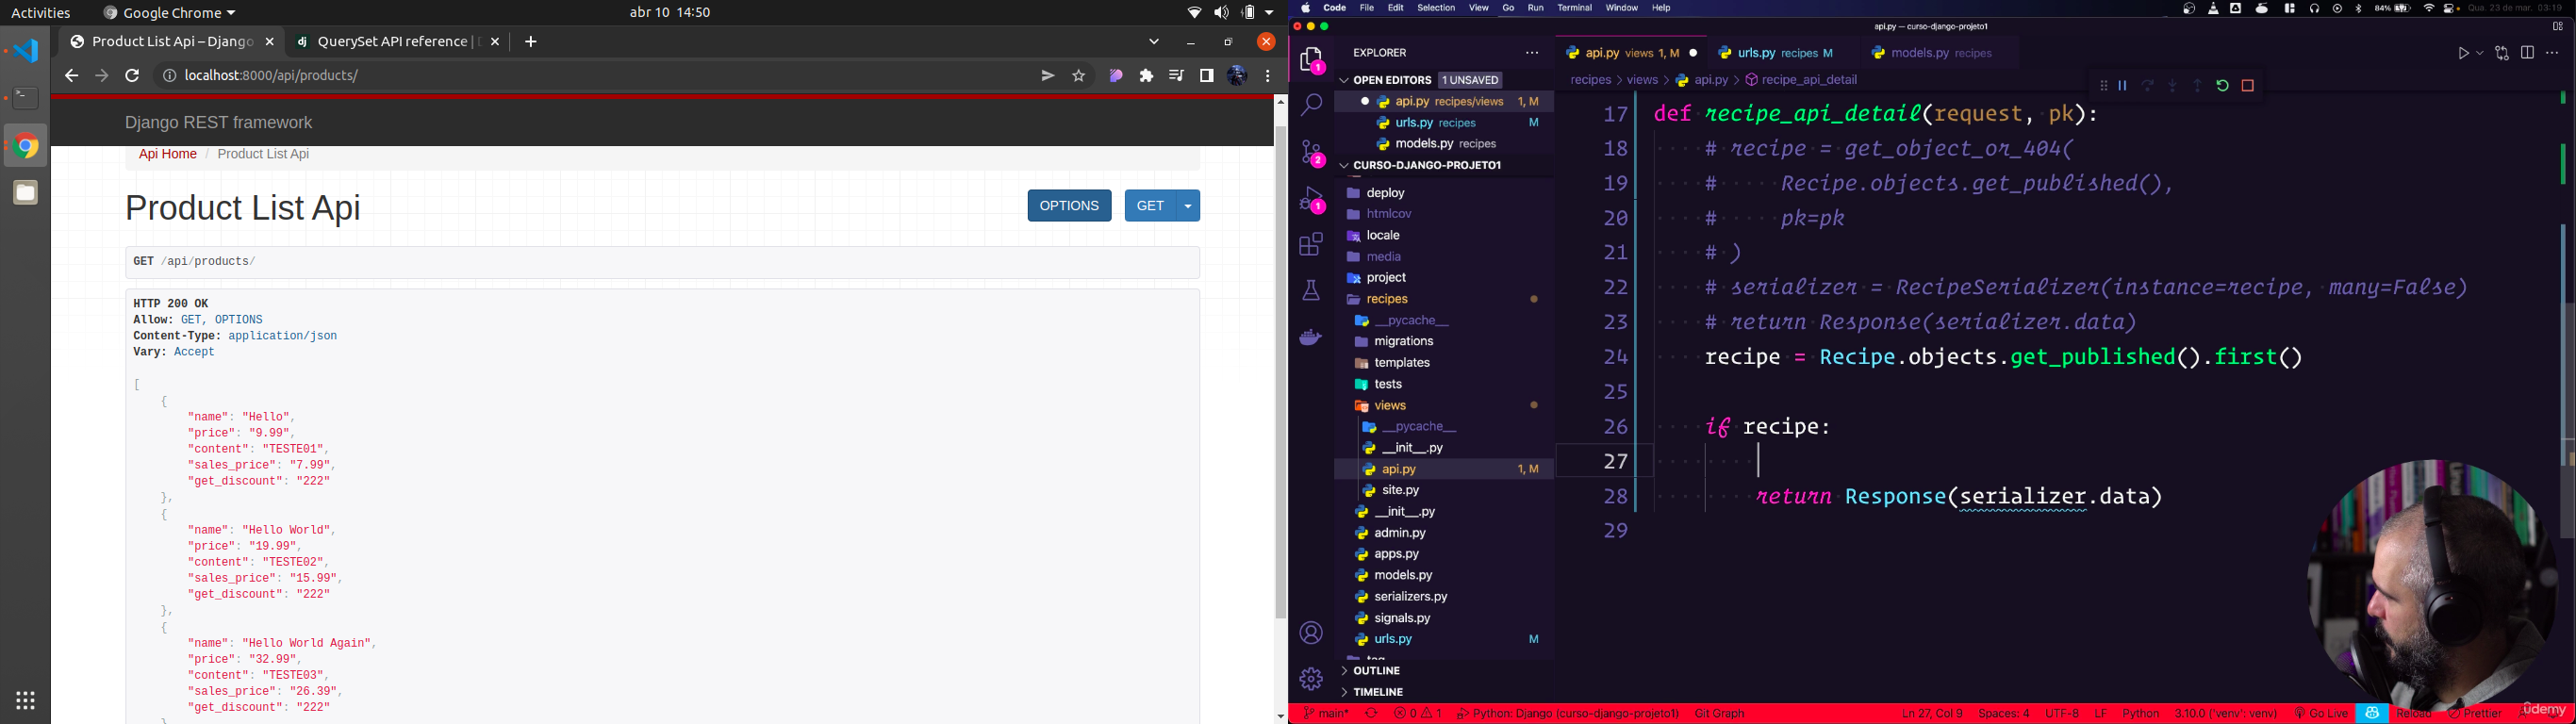 Activities
Google Chrome
abr 10 14:50
Product List Api – Django
QuerySet API reference |
localhost:8000/api/products/
Django REST framework
Api Home / Product List Api
Product List Api
OPTIONS
GET
GET /api/products/
HTTP 200 OK
Allow: GET, OPTIONS
Content-Type: application/json
Vary: Accept
[
{
"name": "Hello",
"price": "9.99",
"content": "TESTE01",
"sales_price": "7.99",
"get_discount": "222"
},
{
"name": "Hello World",
"price": "19.99",
"content": "TESTE02",
"sales_price": "15.99",
"get_discount": "222"
},
{
"name": "Hello World Again",
"price": "32.99",
"content": "TESTE03",
"sales_price": "26.39",
"get_discount": "222"
Code File Edit Selection View Go Run Terminal Window Help
84%
Qua. 23 de mar. 03:19
api.py — curso-django-projeto1
EXPLORER
OPEN EDITORS 1 UNSAVED
api.py recipes/views 1, M
urls.py recipes M
models.py recipes
CURSO-DJANGO-PROJETO1
deploy
htmlcov
locale
media
project
recipes
__pycache__
migrations
templates
tests
views
__pycache__
__init__.py
api.py 1, M
site.py
__init__.py
admin.py
apps.py
models.py
serializers.py
signals.py
urls.py M
tag
OUTLINE
TIMELINE
api.py views 1, M
urls.py recipes M
models.py recipes
recipes > views > api.py > recipe_api_detail
17 def recipe_api_detail(request, pk):
18 # recipe = get_object_or_404(
19 # Recipe.objects.get_published(),
20 # pk=pk
21 # )
22 # serializer = RecipeSerializer(instance=recipe, many=False)
23 # return Response(serializer.data)
24 recipe = Recipe.objects.get_published().first()
25
26 if recipe:
27
28 return Response(serializer.data)
29
main* 0 1 Python: Django (curso-django-projeto1) Git Graph
Ln 27, Col 9 Spaces: 4 UTF-8 LF Python 3.10.0 ('venv': venv) Go Live Reload Prettier
udemy